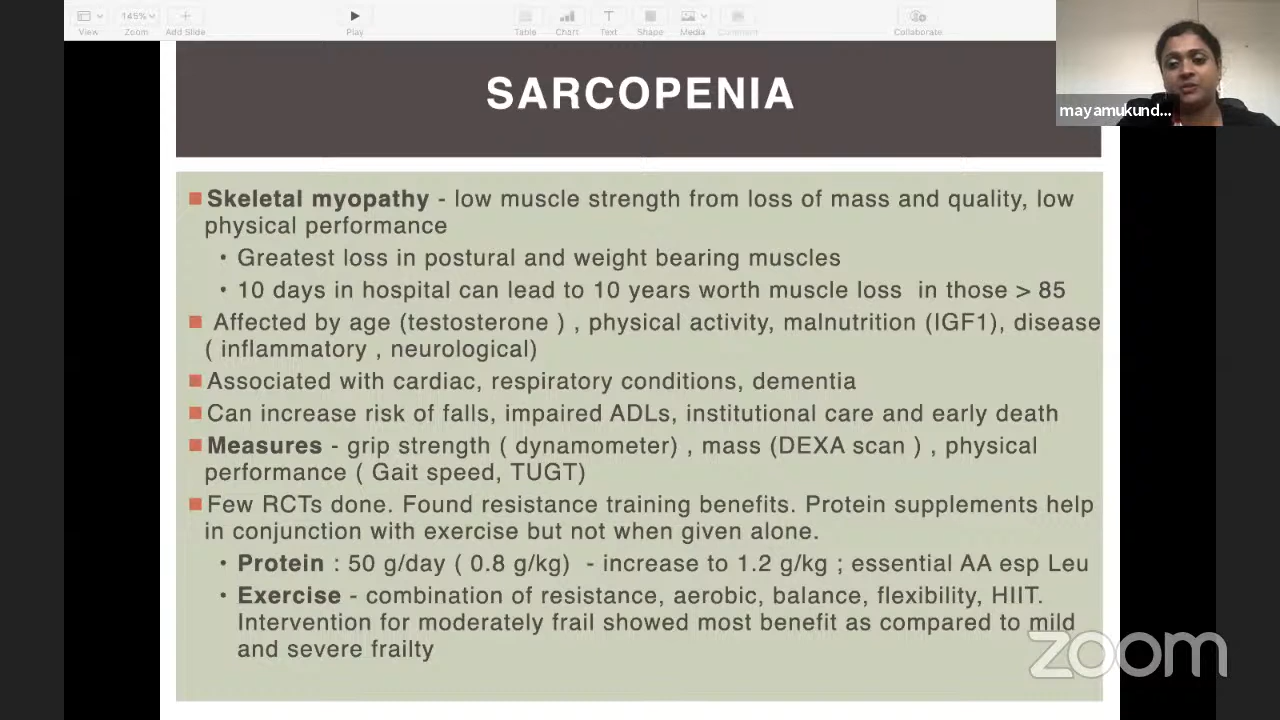 View
145%
Zoom
Add Slide
Play
Table
Chart
Text
Shape
Media
Comment
Collaborate
mayamukund...
SARCOPENIA
Skeletal myopathy - low muscle strength from loss of mass and quality, low
physical performance
• Greatest loss in postural and weight bearing muscles
• 10 days in hospital can lead to 10 years worth muscle loss in those > 85
Affected by age (testosterone ) , physical activity, malnutrition (IGF1), disease
( inflammatory , neurological)
Associated with cardiac, respiratory conditions, dementia
Can increase risk of falls, impaired ADLs, institutional care and early death
Measures - grip strength ( dynamometer) , mass (DEXA scan ) , physical
performance ( Gait speed, TUGT)
Few RCTs done. Found resistance training benefits. Protein supplements help
in conjunction with exercise but not when given alone.
• Protein : 50 g/day ( 0.8 g/kg) - increase to 1.2 g/kg ; essential AA esp Leu
• Exercise - combination of resistance, aerobic, balance, flexibility, HIIT.
Intervention for moderately frail showed most benefit as compared to mild
and severe frailty
zoom